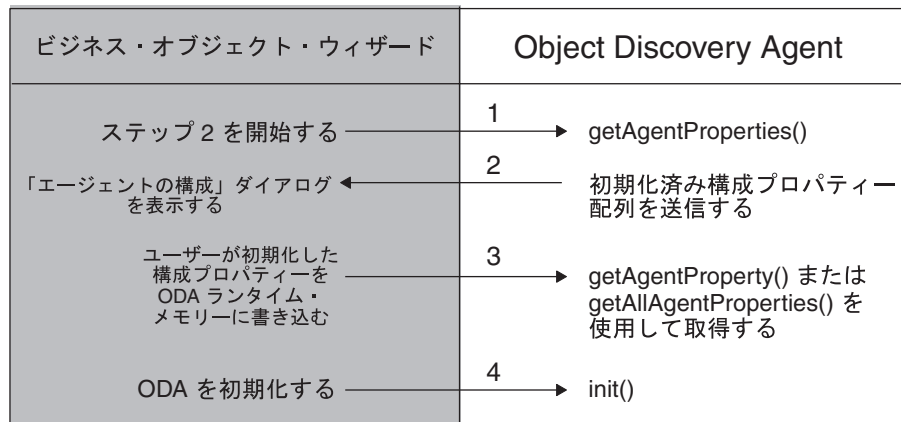 ビジネス・オブジェクト・ウィザード
Object Discovery Agent
ステップ 2 を開始する
1
getAgentProperties()
「エージェントの構成」ダイアログ
を表示する
2
初期化済み構成プロパティー
配列を送信する
ユーザーが初期化した
構成プロパティーを
ODA ランタイム・
メモリーに書き込む
3
getAgentProperty() または
getAllAgentProperties() を
使用して取得する
ODA を初期化する
4
init()